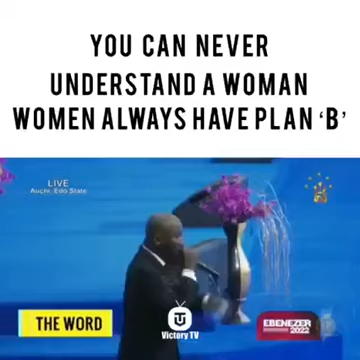 YOU CAN NEVER
UNDERSTAND A WOMAN
WOMEN ALWAYS HAVE PLAN ‘B’
LIVE
Auchi, Edo State
THE WORD
Victory TV
EBENEZER
2022